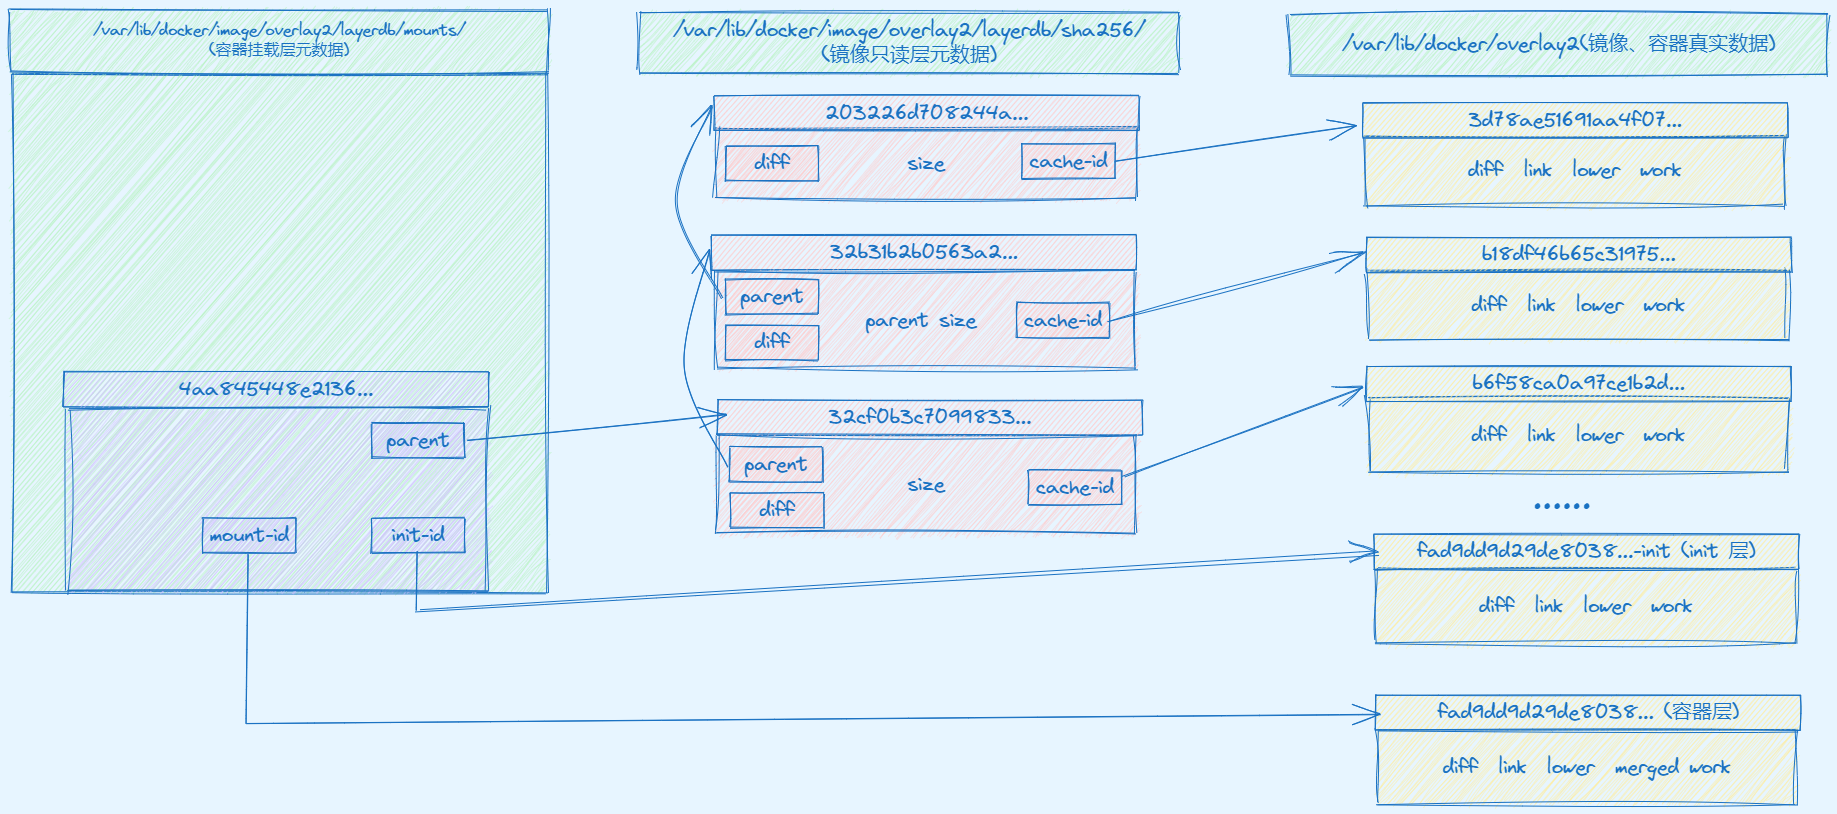 /var/lib/docker/image/overlay2/layerdb/mounts/
(容器挂载层元数据)
4aa845448e2136...
parent
mount-id
init-id
/var/lib/docker/image/overlay2/layerdb/sha256/
(镜像只读层元数据)
203226d708244a...
diff
size
cache-id
32b31b2b0563a2...
parent
diff
parent size
cache-id
32cf0b3c7099833...
parent
diff
size
cache-id
/var/lib/docker/overlay2(镜像、容器真实数据)
3d78ae51691aa4f07...
diff link lower work
b18df46b65c31975...
diff link lower work
b6f58ca0a97ce1b2d...
diff link lower work
......
fad9dd9d29de8038...-init (init 层)
diff link lower work
fad9dd9d29de8038... (容器层)
diff link lower merged work